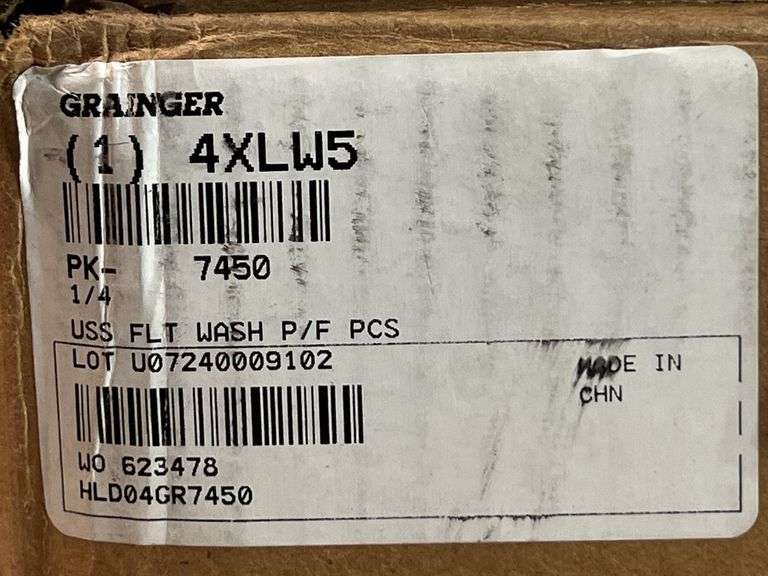 GRAINGER
(1) 4XLW5
PK- 7450
1/4
USS FLT WASH P/F PCS
LOT U07240009102
MADE IN
CHN
WO 623478
HLD04GR7450